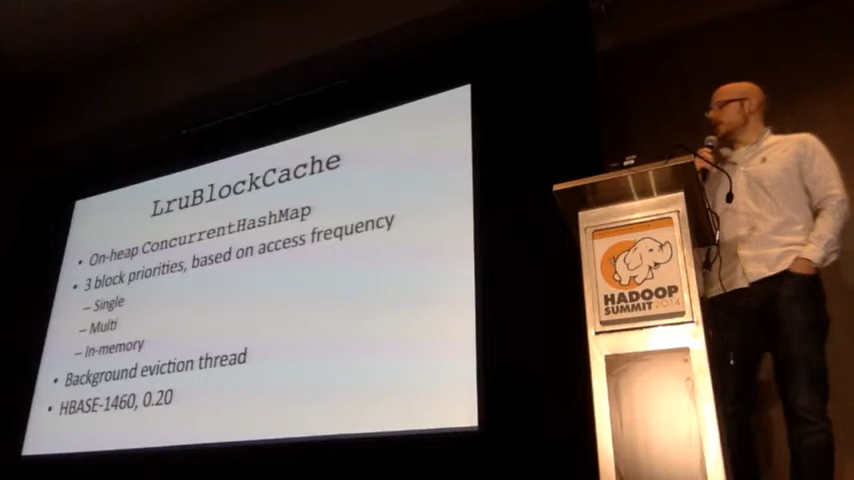 LruBlockCache
• On-heap ConcurrentHashMap
• 3 block priorities, based on access frequency
– Single
– Multi
– In-memory
• Background eviction thread
• HBASE-1460, 0.20
HADOOP
SUMMIT 2014